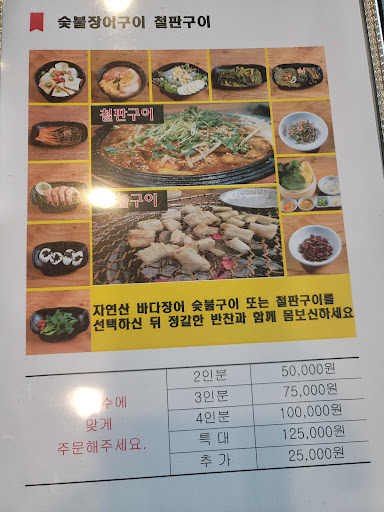 숯불장어구이 철판구이
철판구이
구이
자연산 바다장어 숯불구이 또는 철판구이를
선택하신 뒤 정갈한 반찬과 함께 몸보신하세요
수에
맞게
주문해주세요.
2인분 50,000원
3인분 75,000원
4인분 100,000원
특 대 125,000원
추 가 25,000원